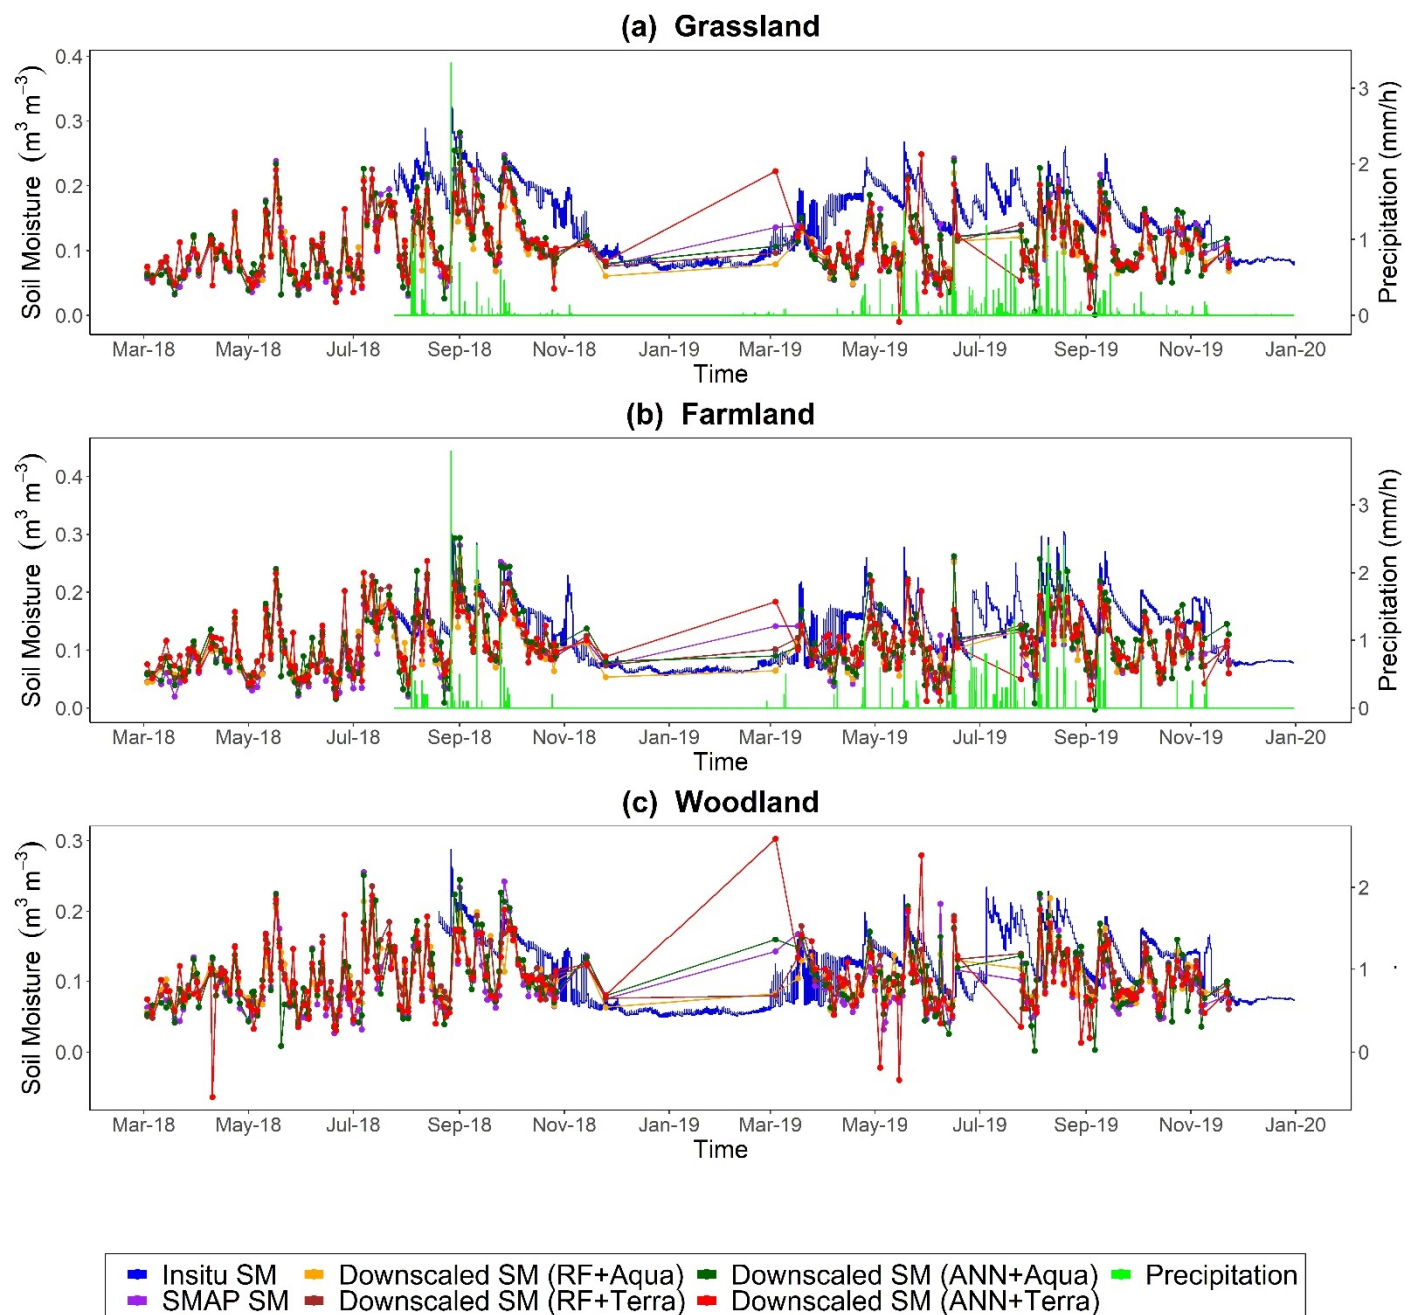 (a) Grassland
Soil Moisture (m³ m⁻³)
0.4
0.3
0.2
0.1
0.0
3
2
1
0
Precipitation (mm/h)
Mar-18 May-18 Jul-18 Sep-18 Nov-18 Jan-19 Mar-19 May-19 Jul-19 Sep-19 Nov-19 Jan-20
Time
(b) Farmland
Soil Moisture (m³ m⁻³)
0.4
0.3
0.2
0.1
0.0
3
2
1
0
Precipitation (mm/h)
Mar-18 May-18 Jul-18 Sep-18 Nov-18 Jan-19 Mar-19 May-19 Jul-19 Sep-19 Nov-19 Jan-20
Time
(c) Woodland
Soil Moisture (m³ m⁻³)
0.3
0.2
0.1
0.0
2
1
0
.
Mar-18 May-18 Jul-18 Sep-18 Nov-18 Jan-19 Mar-19 May-19 Jul-19 Sep-19 Nov-19 Jan-20
Time
Insitu SM Downscaled SM (RF+Aqua) Downscaled SM (ANN+Aqua) Precipitation
SMAP SM Downscaled SM (RF+Terra) Downscaled SM (ANN+Terra)